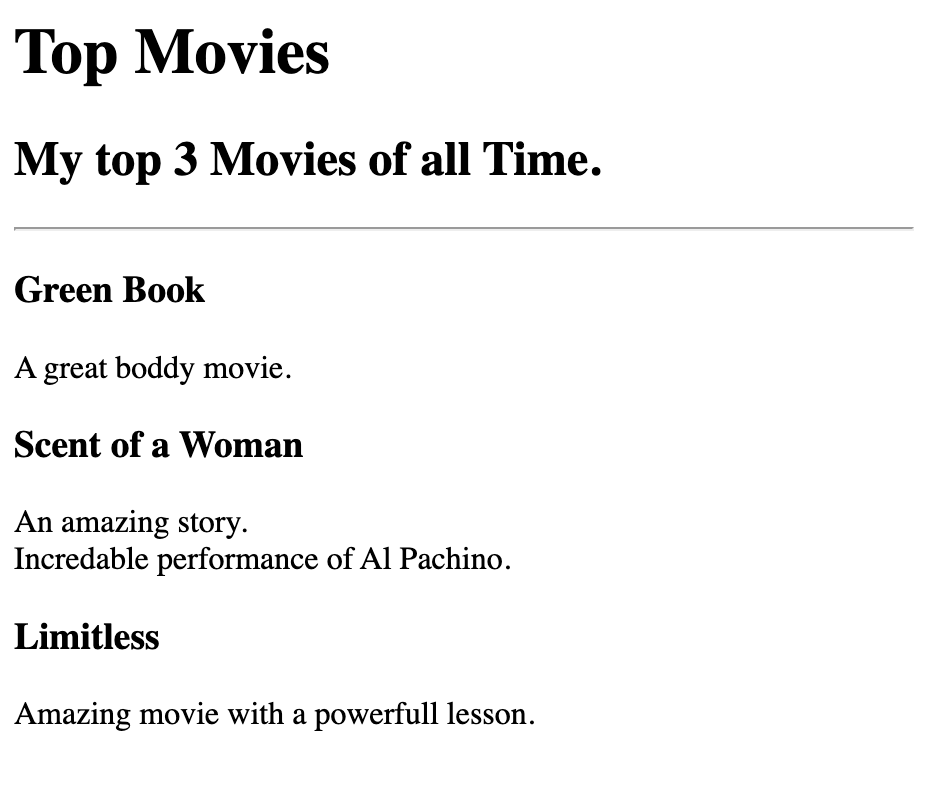 Top Movies
My top 3 Movies of all Time.
Green Book
A great boddy movie.
Scent of a Woman
An amazing story.
Incredable performance of Al Pachino.
Limitless
Amazing movie with a powerfull lesson.